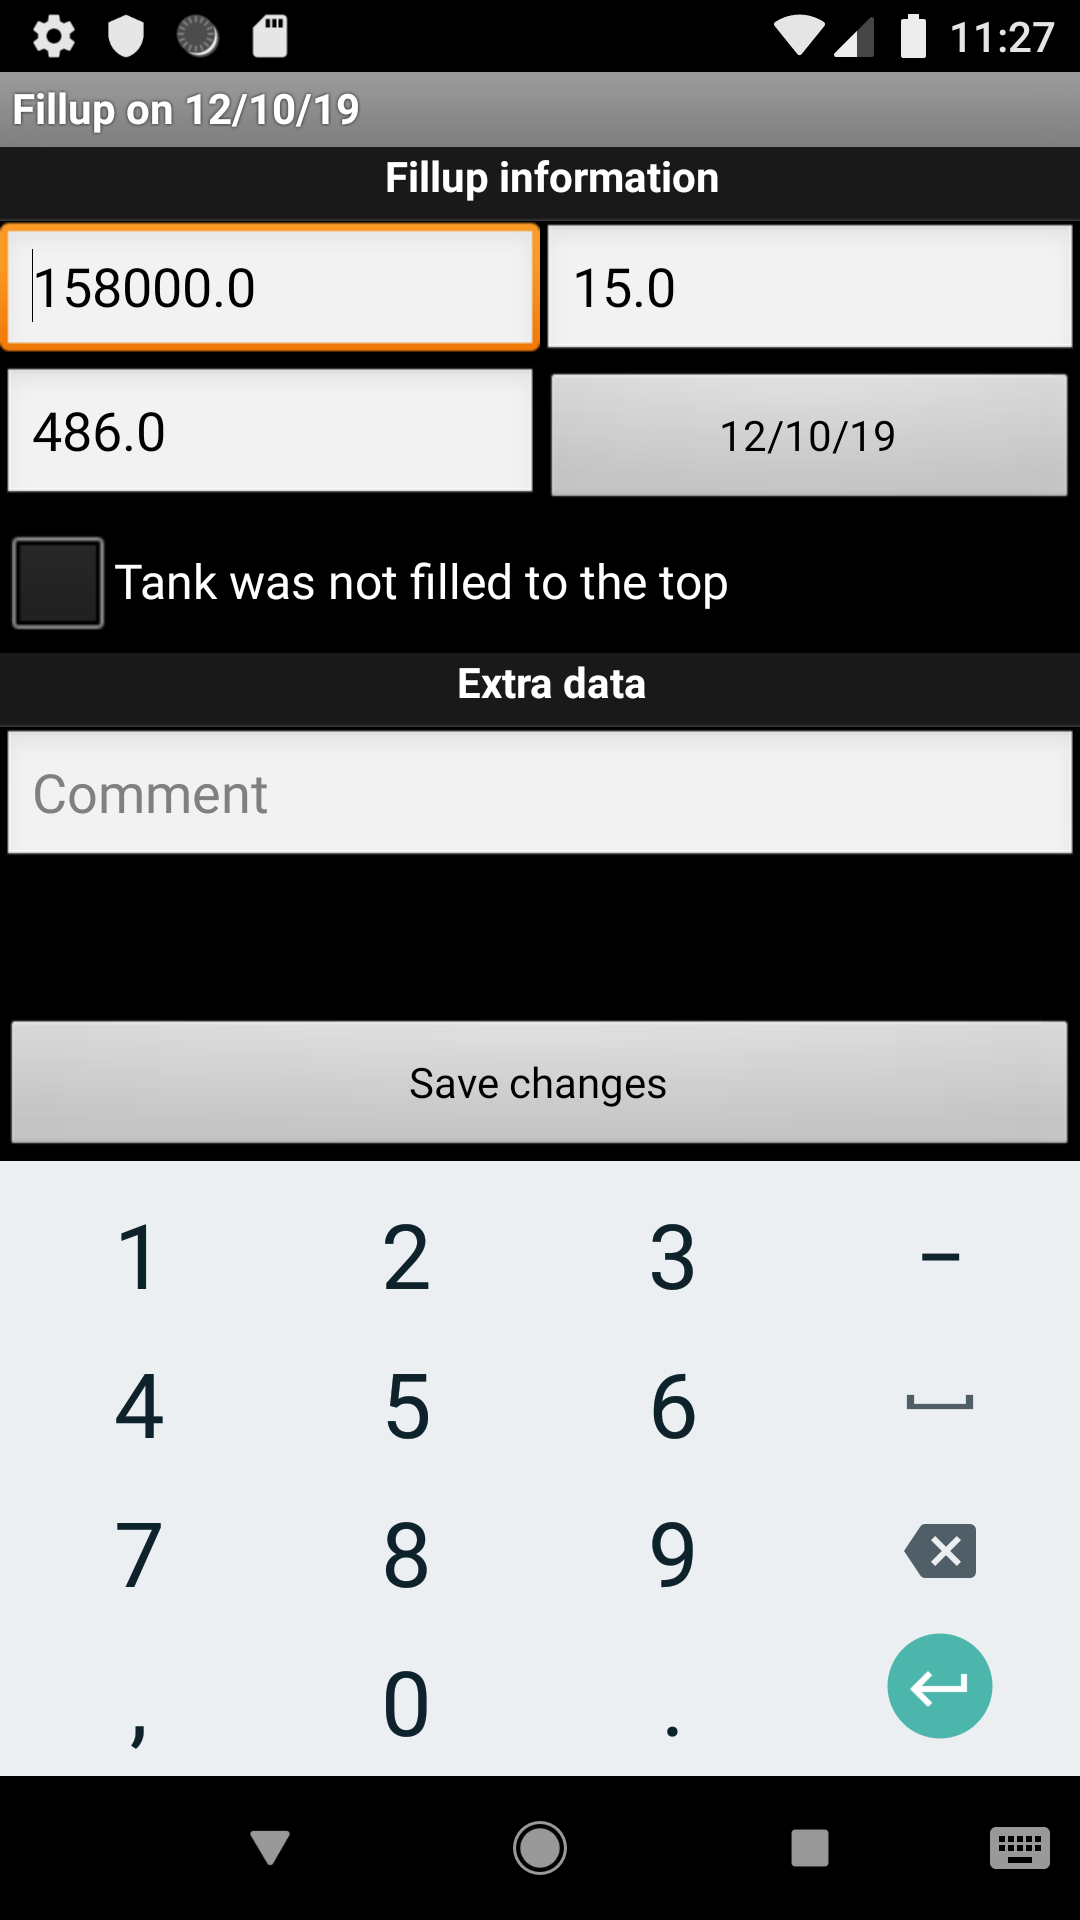 11:27
Fillup on 12/10/19
Fillup information
158000.0
15.0
486.0
12/10/19
Tank was not filled to the top
Extra data
Comment
Save changes
1 2 3 –
4 5 6
7 8 9
, 0 .